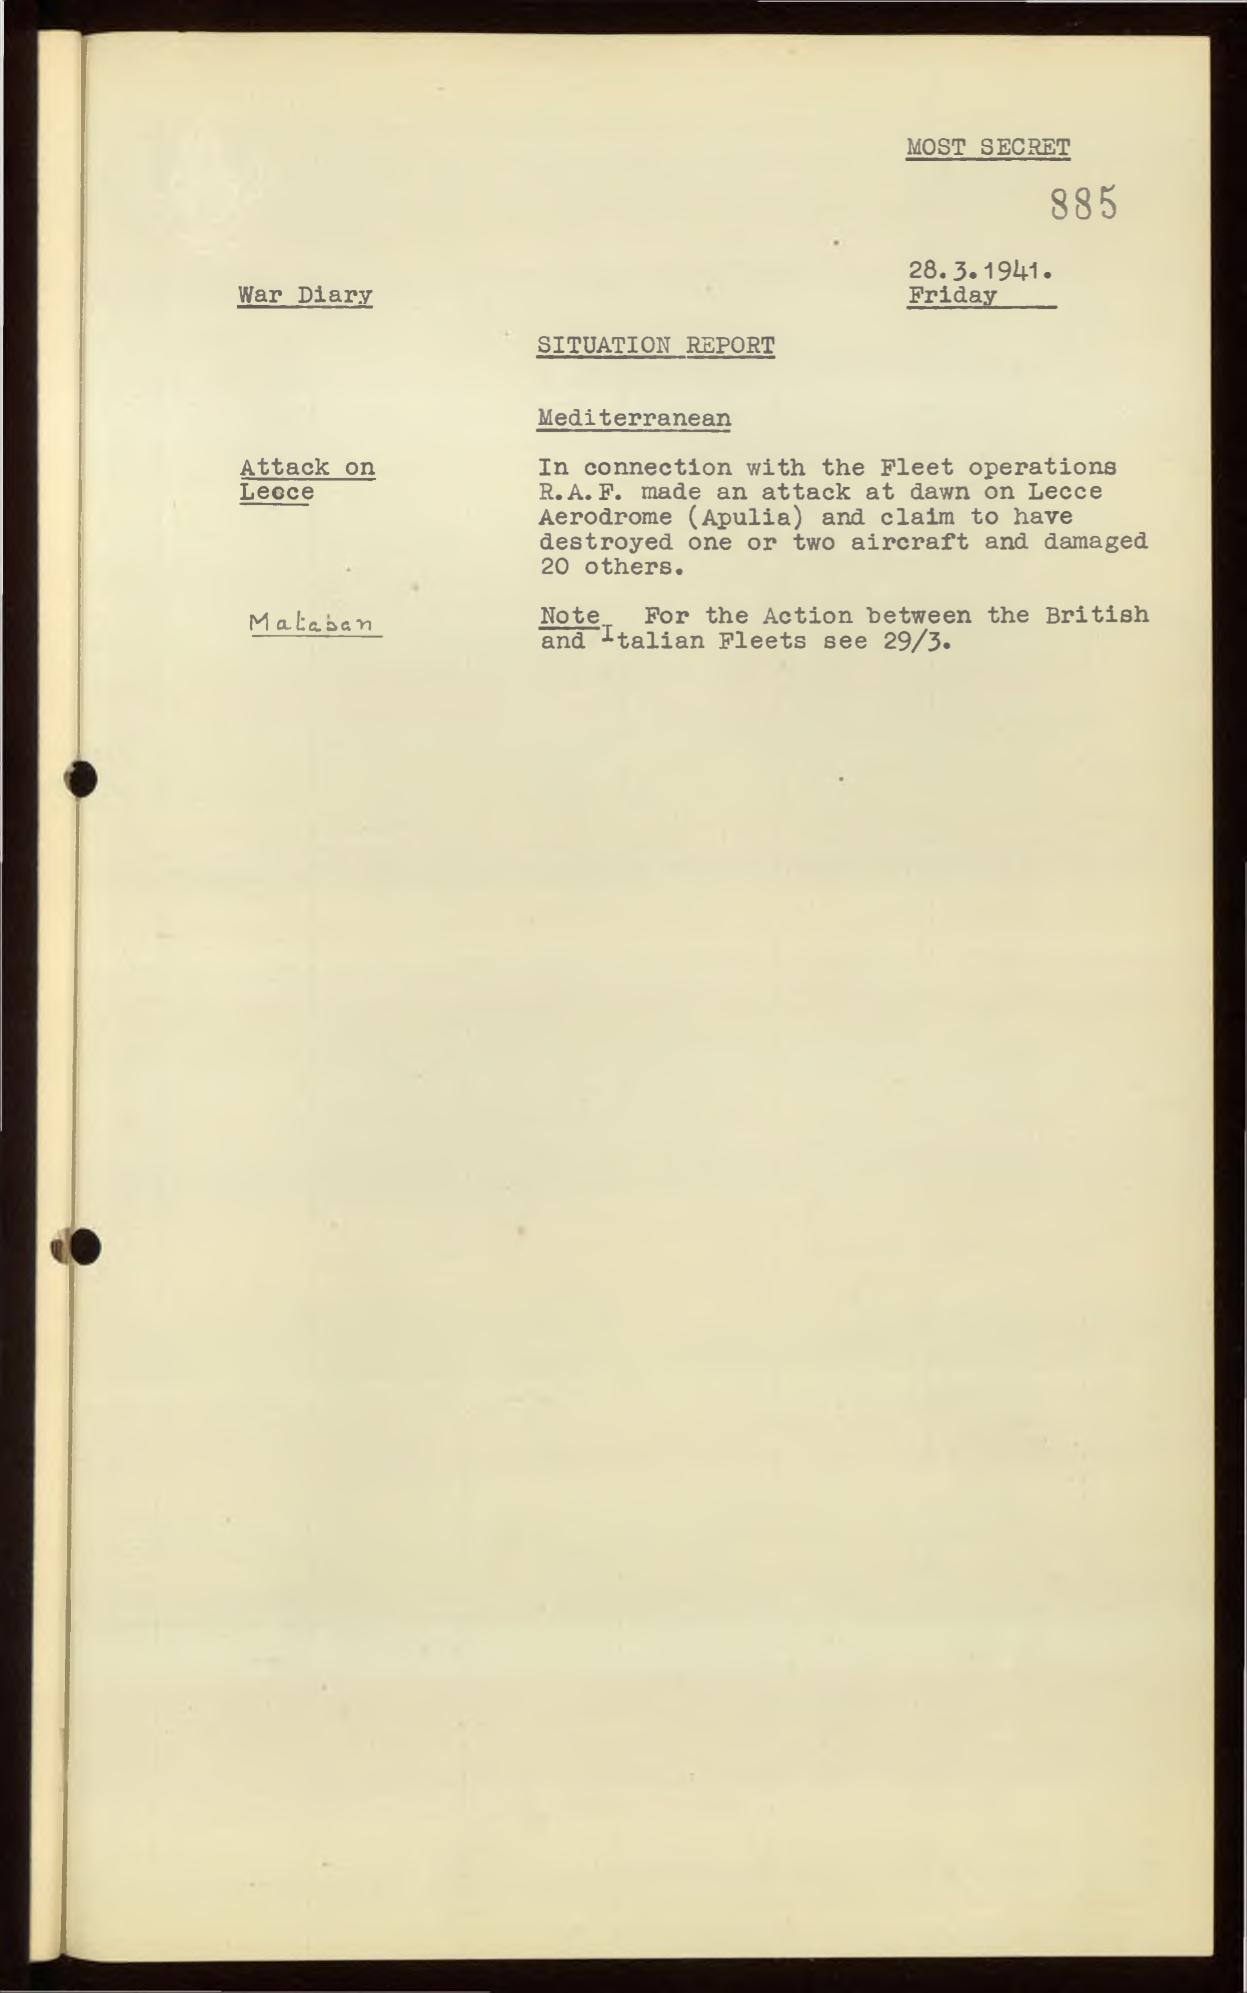 MOST SECRET
885
28.3.1941.
War Diary
Friday
SITUATION REPORT
Mediterranean
Attack on
Lecce
In connection with the Fleet operations
R.A.F. made an attack at dawn on Lecce
Aerodrome (Apulia) and claim to have
destroyed one or two aircraft and damaged
20 others.
Mataban
Note For the Action between the British
and Italian Fleets see 29/3.